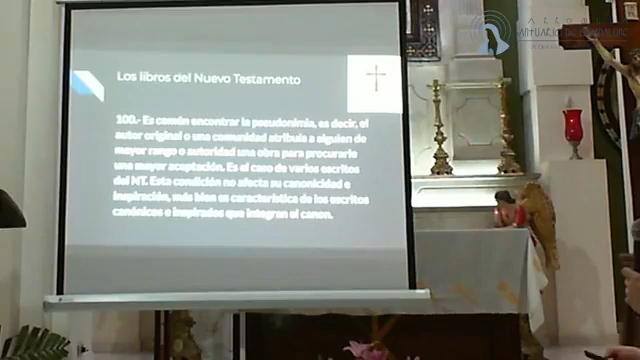 Los libros del Nuevo Testamento
100.- Es común encontrar la pseudonimia, es decir, el
autor original o una comunidad atribuía a alguien de
mayor rango o autoridad una obra para procurarle
una mayor aceptación. Es el caso de varios escritos
del NT. Esta condición no afecta su canonicidad e
inspiración, más bien es característica de los escritos
canónicos e inspirados que integran el canon.